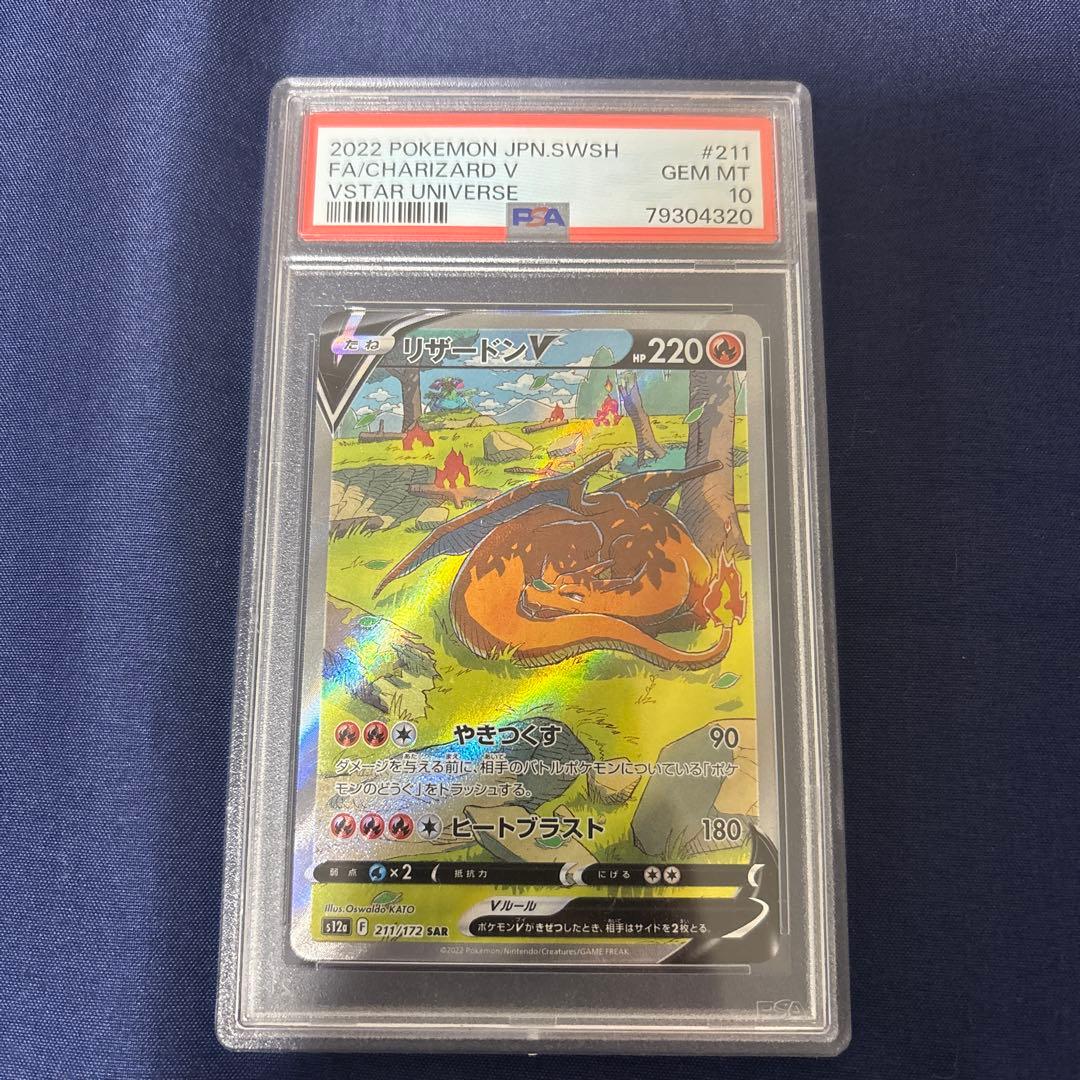 2022 POKEMON JPN.SWSH #211
FA/CHARIZARD V GEM MT
VSTAR UNIVERSE 10
PSA 79304320
たね リザードンV HP 220
やきつくす 90
ダメージを与える前に、相手のバトルポケモンについている「ポケ
モンのどうぐ」をトラッシュする。
ヒートブラスト 180
弱点 ×2 抵抗力 にげる
Illus.Oswaldo KATO
Vルール
ポケモンVがきぜつしたとき、相手はサイドを2枚とる。
s12a F 211/172 SAR
©2022 Pokémon/Nintendo/Creatures/GAME FREAK
PSA